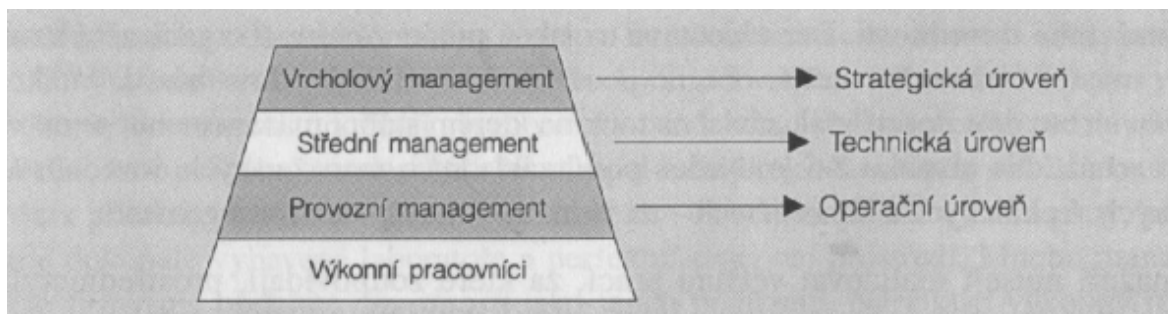 Vrcholový management Strategická úroveň
Střední management Technická úroveň
Provozní management Operační úroveň
Výkonní pracovníci